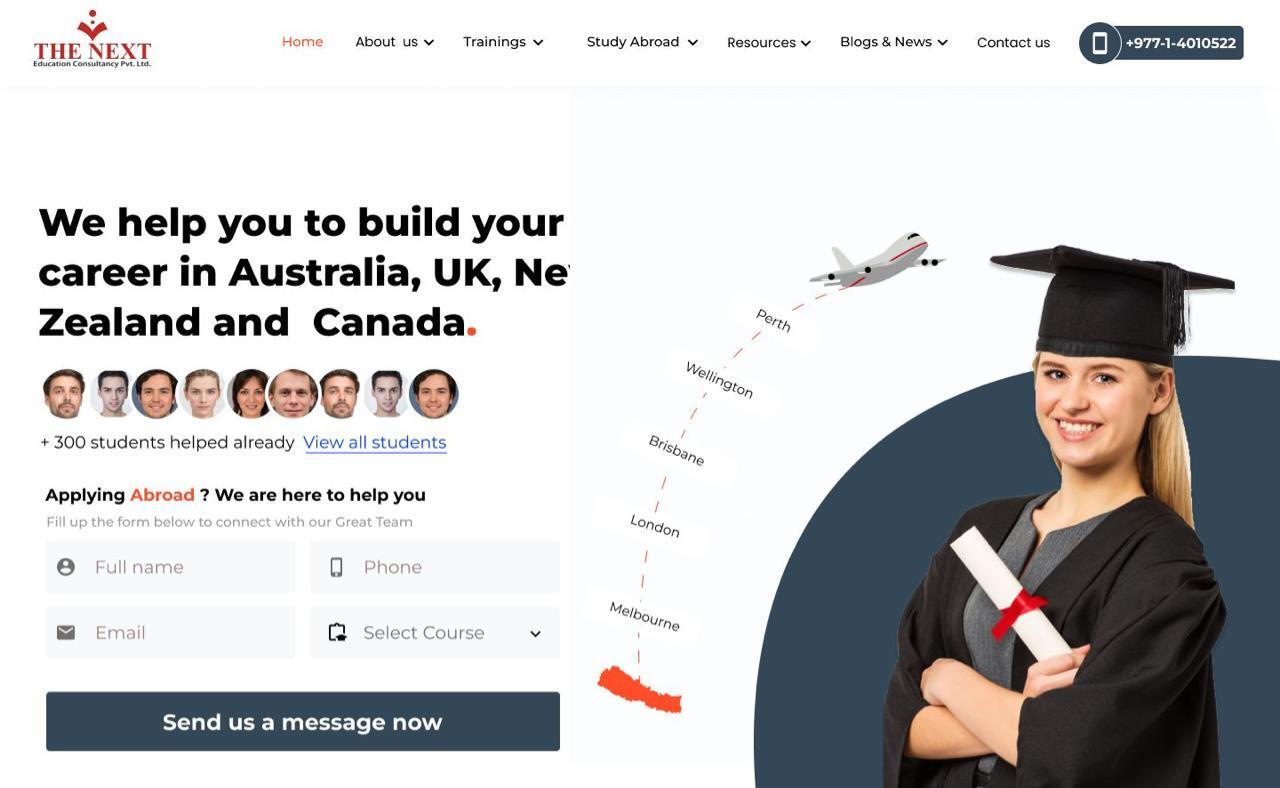 THE NEXT
Education Consultancy Pvt. Ltd.
Home
About us
Trainings
Study Abroad
Resources
Blogs & News
Contact us
+977-1-4010522
We help you to build your
career in Australia, UK, Ne
Zealand and Canada.
+ 300 students helped already View all students
Applying Abroad ? We are here to help you
Fill up the form below to connect with our Great Team
Full name
Phone
Email
Select Course
Send us a message now
Perth
Wellington
Brisbane
London
Melbourne